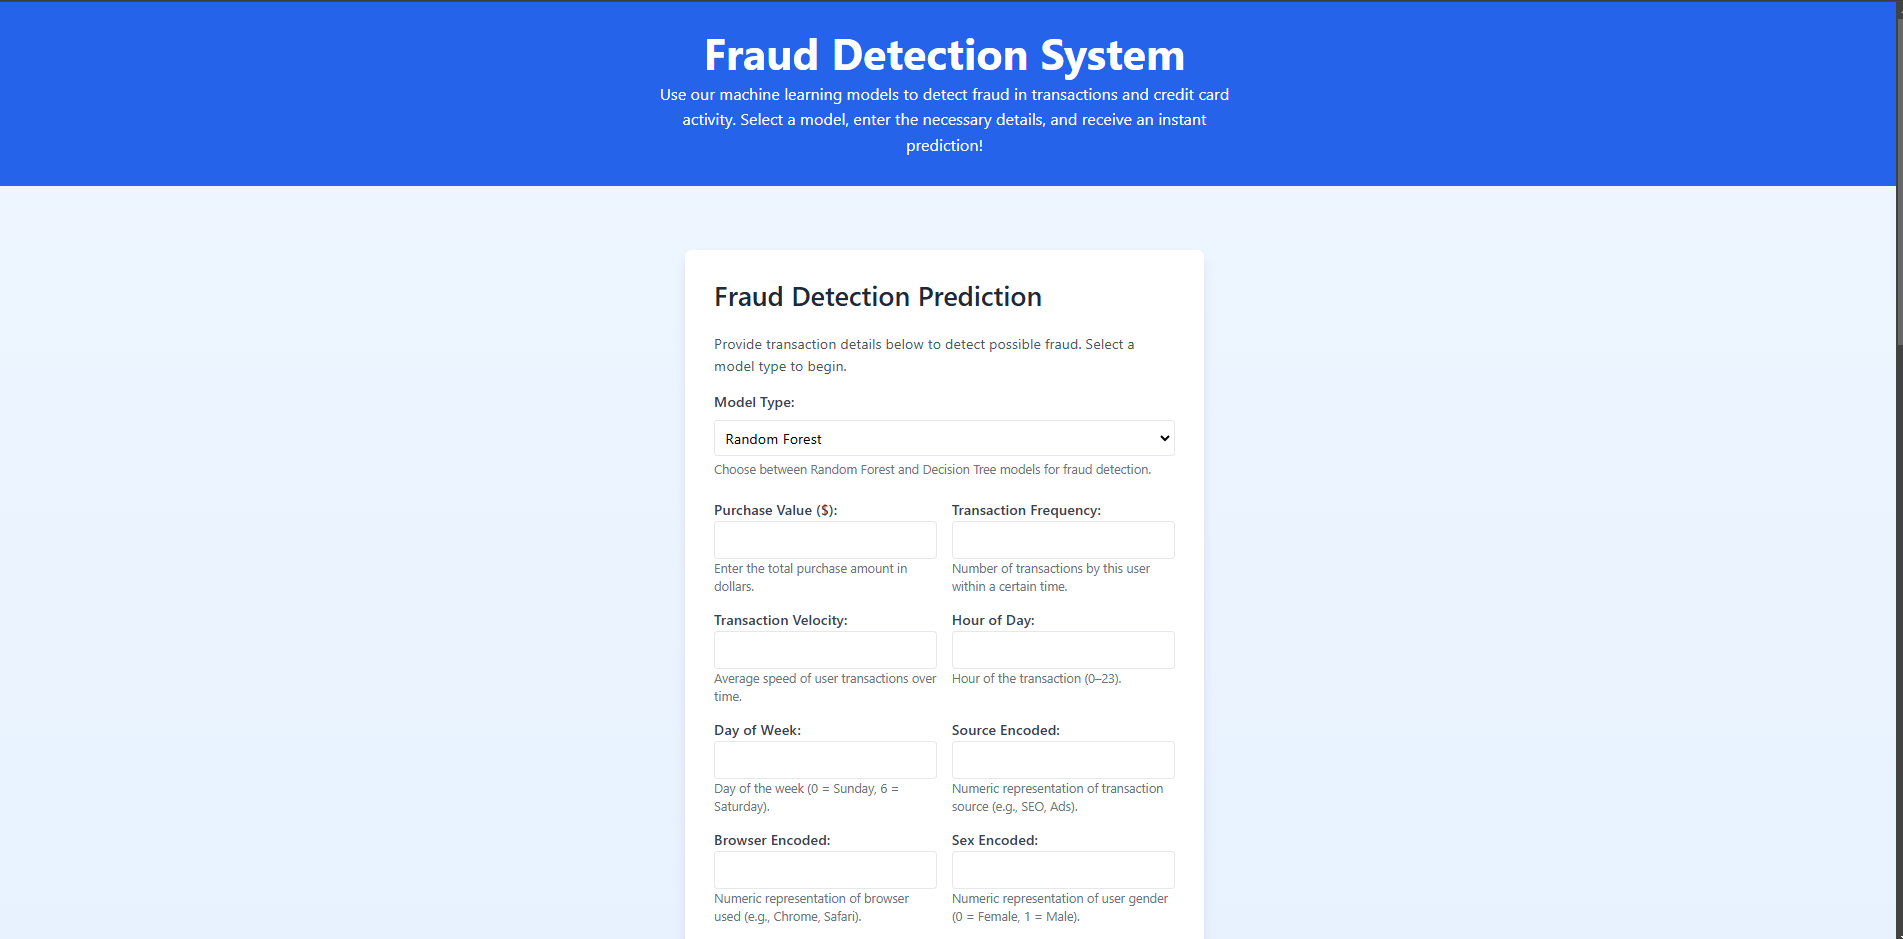 Fraud Detection System
Use our machine learning models to detect fraud in transactions and credit card
activity. Select a model, enter the necessary details, and receive an instant
prediction!
Fraud Detection Prediction
Provide transaction details below to detect possible fraud. Select a
model type to begin.
Model Type:
Random Forest
Choose between Random Forest and Decision Tree models for fraud detection.
Purchase Value ($):
Enter the total purchase amount in
dollars.
Transaction Frequency:
Number of transactions by this user
within a certain time.
Transaction Velocity:
Average speed of user transactions over
time.
Hour of Day:
Hour of the transaction (0–23).
Day of Week:
Day of the week (0 = Sunday, 6 =
Saturday).
Source Encoded:
Numeric representation of transaction
source (e.g., SEO, Ads).
Browser Encoded:
Numeric representation of browser
used (e.g., Chrome, Safari).
Sex Encoded:
Numeric representation of user gender
(0 = Female, 1 = Male).